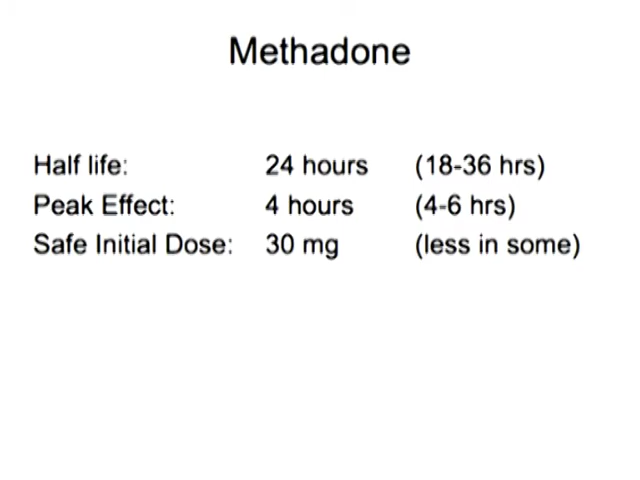 Methadone
Half life: 24 hours (18-36 hrs)
Peak Effect: 4 hours (4-6 hrs)
Safe Initial Dose: 30 mg (less in some)